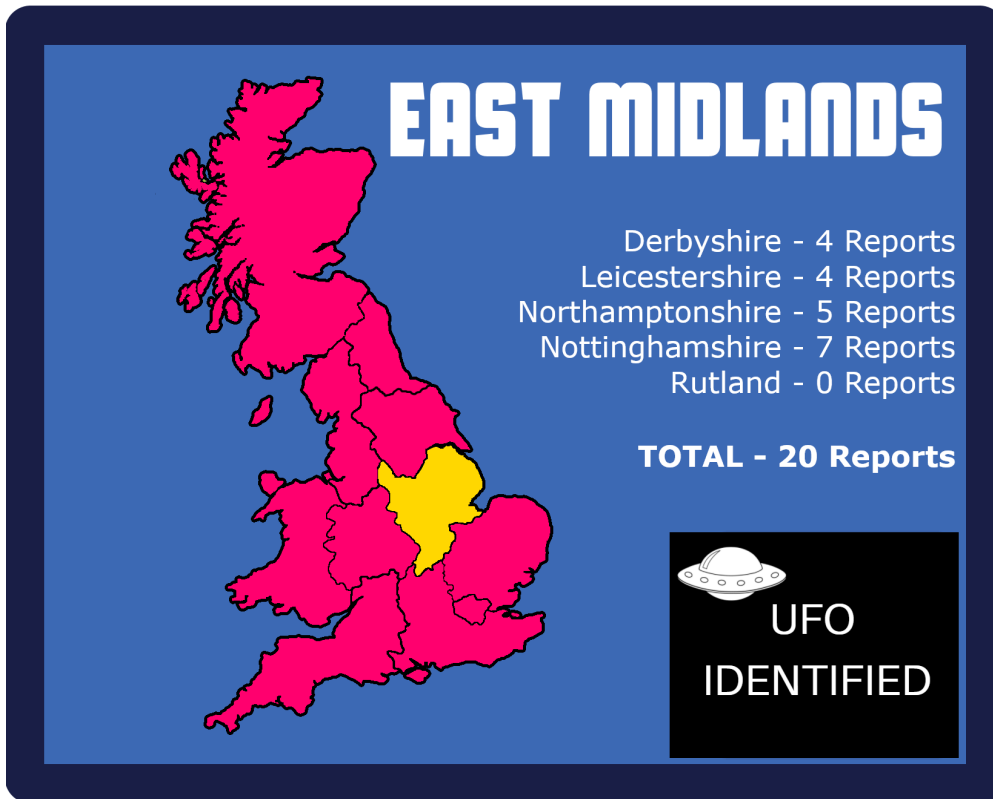 EAST MIDLANDS
Derbyshire - 4 Reports
Leicestershire - 4 Reports
Northamptonshire - 5 Reports
Nottinghamshire - 7 Reports
Rutland - 0 Reports
TOTAL - 20 Reports
UFO
IDENTIFIED